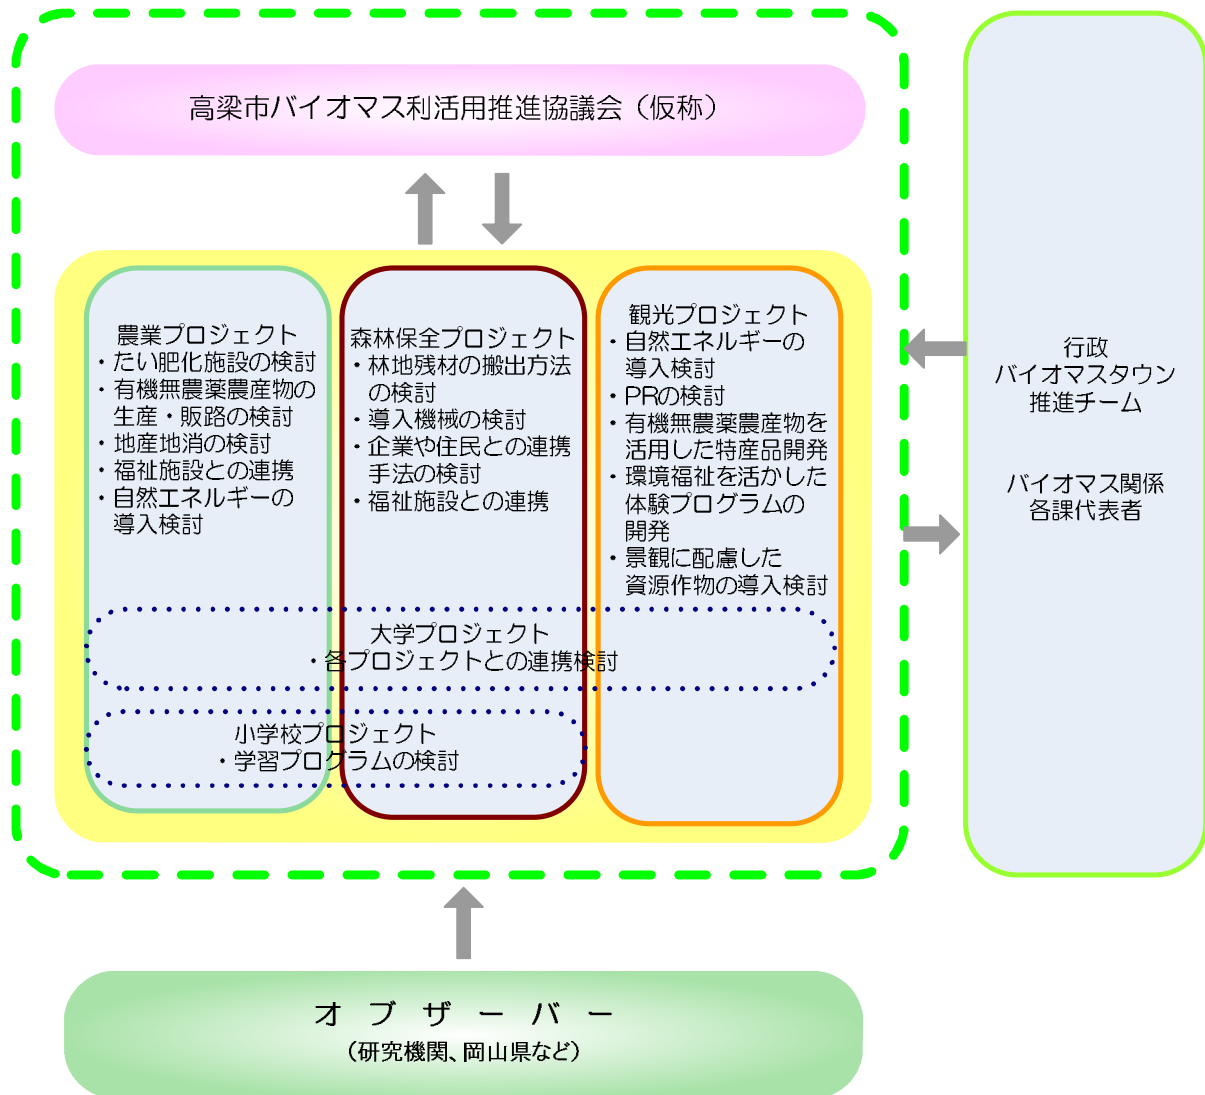 高梁市バイオマス利活用推進協議会（仮称）
農業プロジェクト
・たい肥化施設の検討
・有機無農薬農産物の
生産・販路の検討
・地産地消の検討
・福祉施設との連携
・自然エネルギーの
導入検討
森林保全プロジェクト
・林地残材の搬出方法
の検討
・導入機械の検討
・企業や住民との連携
手法の検討
・福祉施設との連携
観光プロジェクト
・自然エネルギーの
導入検討
・PRの検討
・有機無農薬農産物を
活用した特産品開発
・環境福祉を活かした
体験プログラムの
開発
・景観に配慮した
資源作物の導入検討
大学プロジェクト
・各プロジェクトとの連携検討
小学校プロジェクト
・学習プログラムの検討
行政
バイオマスタウン
推進チーム
バイオマス関係
各課代表者
オブザーバー
（研究機関、岡山県など）